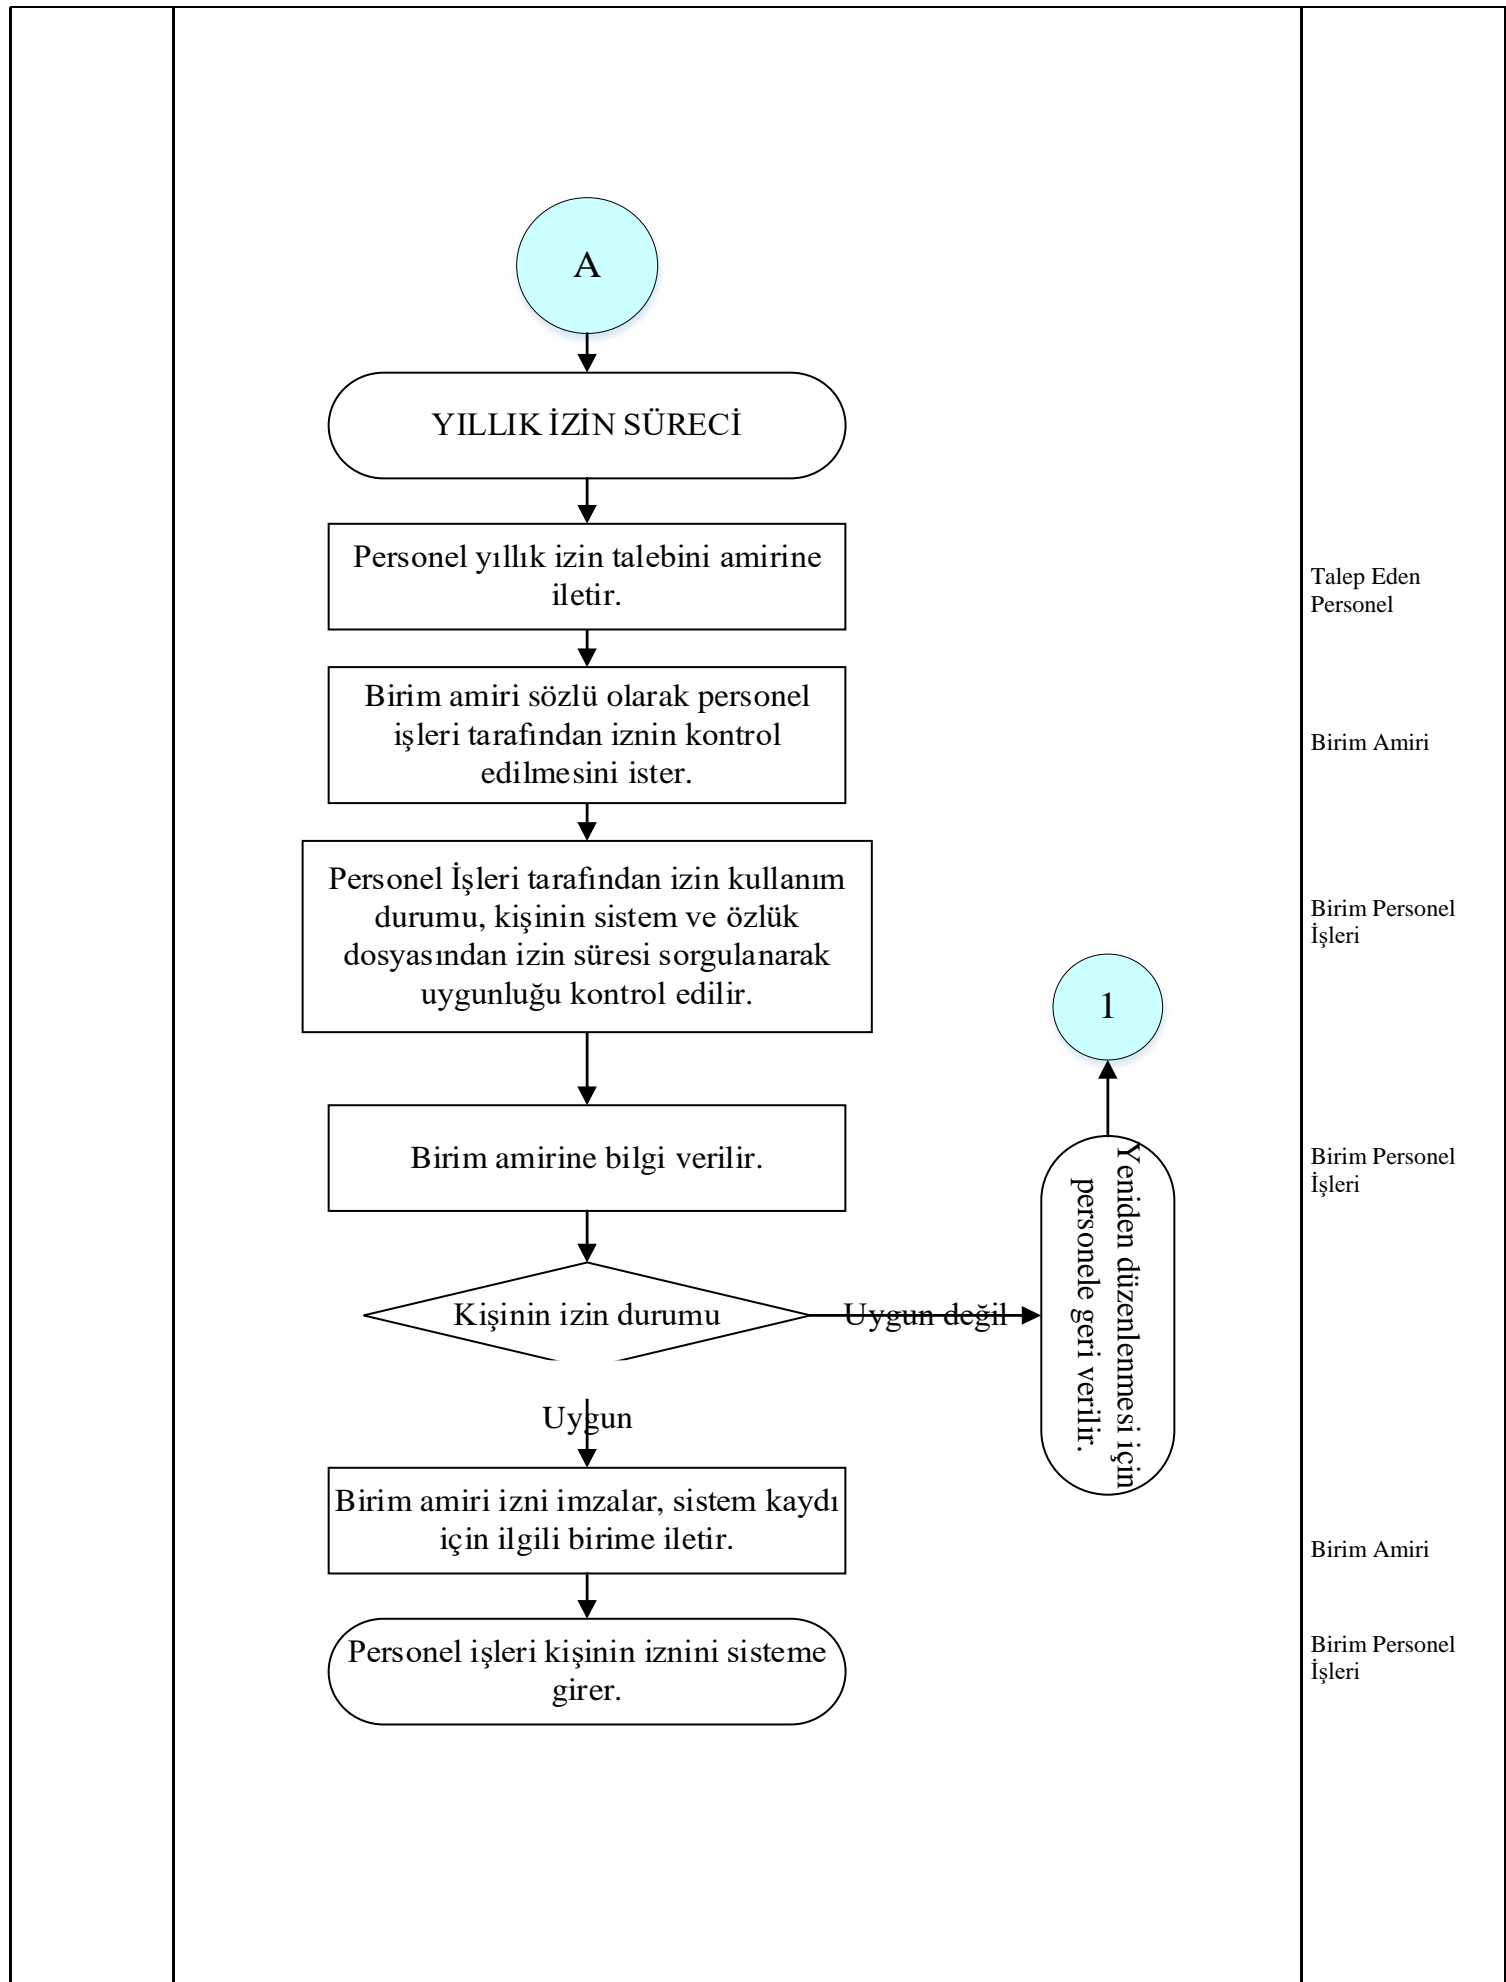 A
YILLIK İZİN SÜRECİ
Personel yıllık izin talebini amirine
iletir.
Talep Eden
Personel
Birim amiri sözlü olarak personel
işleri tarafından iznin kontrol
edilmesini ister.
Birim Amiri
Personel İşleri tarafından izin kullanım
durumu, kişinin sistem ve özlük
dosyasından izin süresi sorgulanarak
uygunluğu kontrol edilir.
Birim Personel
İşleri
1
Birim amirine bilgi verilir.
Birim Personel
İşleri
Kişinin izin durumu
Uygun değil
Yeniden düzenlenmesi için
personele geri verilir.
Uygun
Birim amiri izni imzalar, sistem kaydı
için ilgili birime iletir.
Birim Amiri
Personel işleri kişinin iznini sisteme
girer.
Birim Personel
İşleri